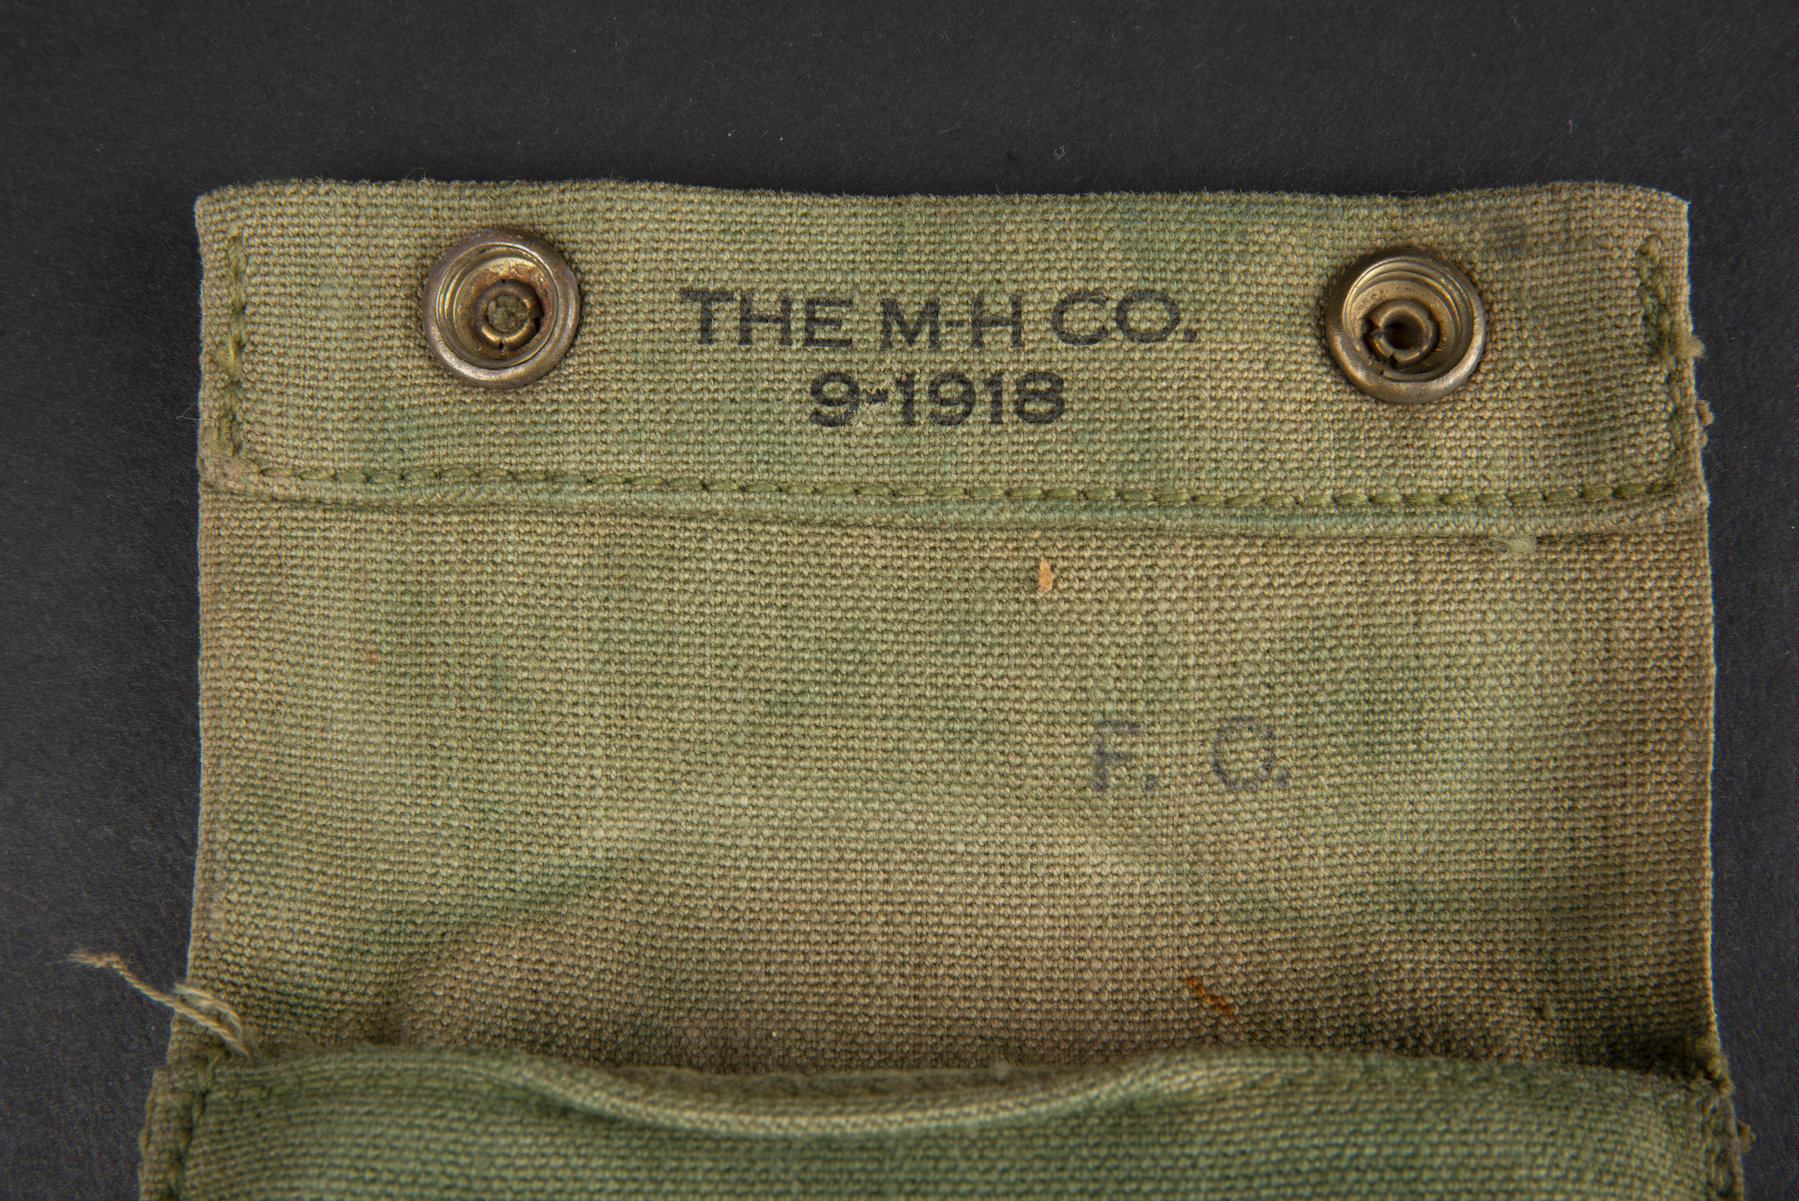 THE M-H CO.
9-1918
F. C.